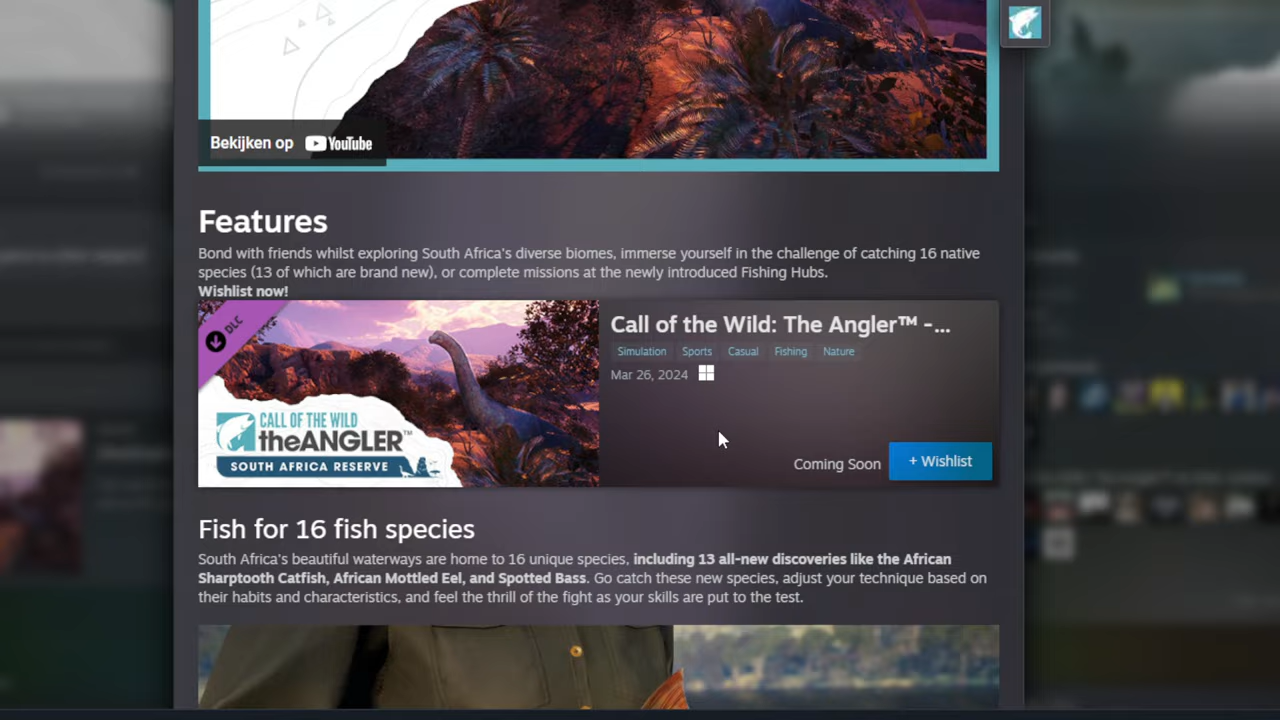 Bekijken op YouTube
Features
Bond with friends whilst exploring South Africa's diverse biomes, immerse yourself in the challenge of catching 16 native
species (13 of which are brand new), or complete missions at the newly introduced Fishing Hubs.
Wishlist now!
DLC
CALL OF THE WILD
theANGLER™
SOUTH AFRICA RESERVE
Call of the Wild: The Angler™ -...
Simulation Sports Casual Fishing Nature
Mar 26, 2024
Coming Soon + Wishlist
Fish for 16 fish species
South Africa's beautiful waterways are home to 16 unique species, including 13 all-new discoveries like the African
Sharptooth Catfish, African Mottled Eel, and Spotted Bass. Go catch these new species, adjust your technique based on
their habits and characteristics, and feel the thrill of the fight as your skills are put to the test.